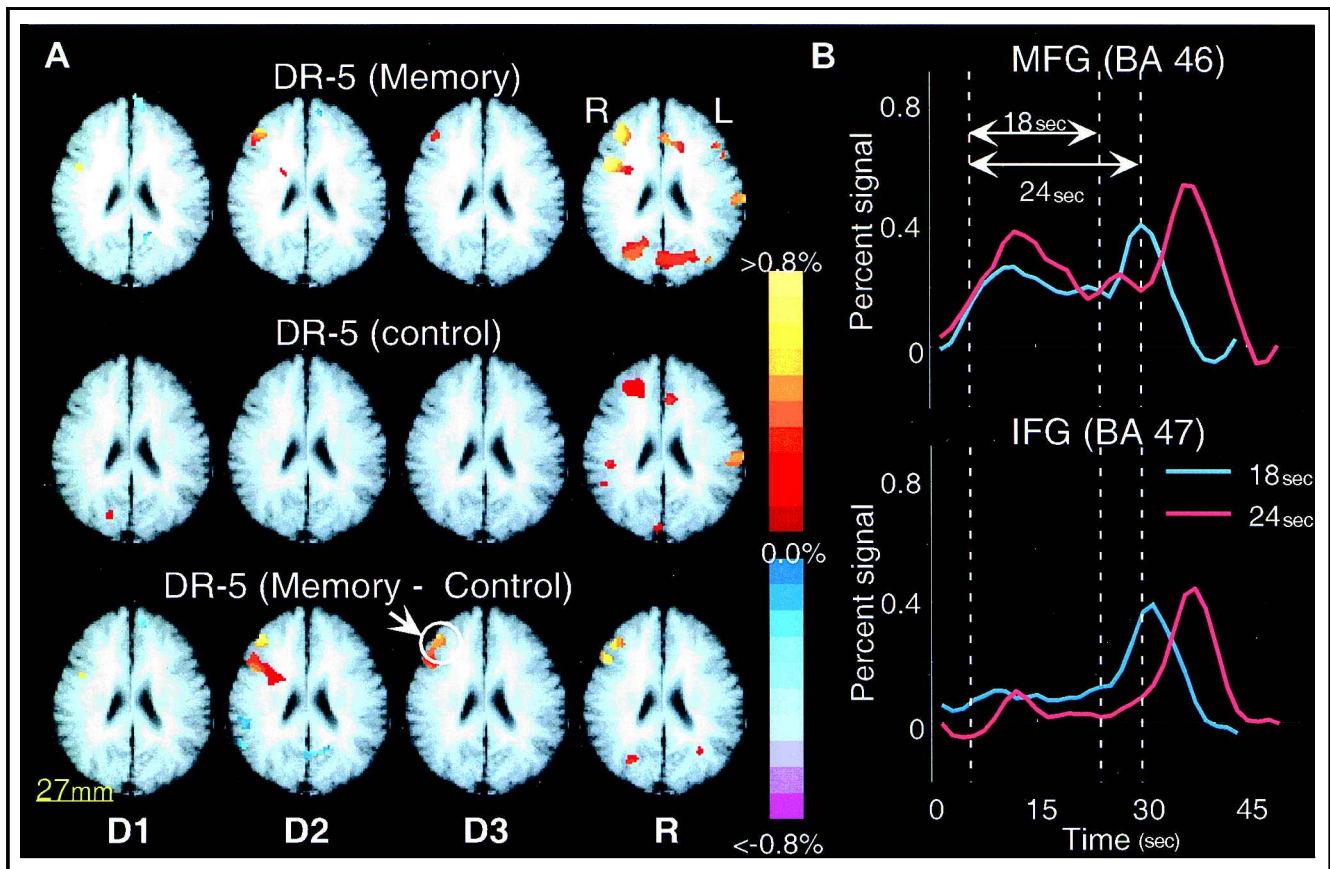 A
DR-5 (Memory)
R
L
>0.8%
DR-5 (control)
0.0%
DR-5 (Memory - Control)
27mm
<-0.8%
D1
D2
D3
R
B
MFG (BA 46)
0.8
18sec
24sec
0.4
0
Percent signal
IFG (BA 47)
18sec
24sec
0.8
0.4
0
Percent signal
0
15
30
45
Time (sec)